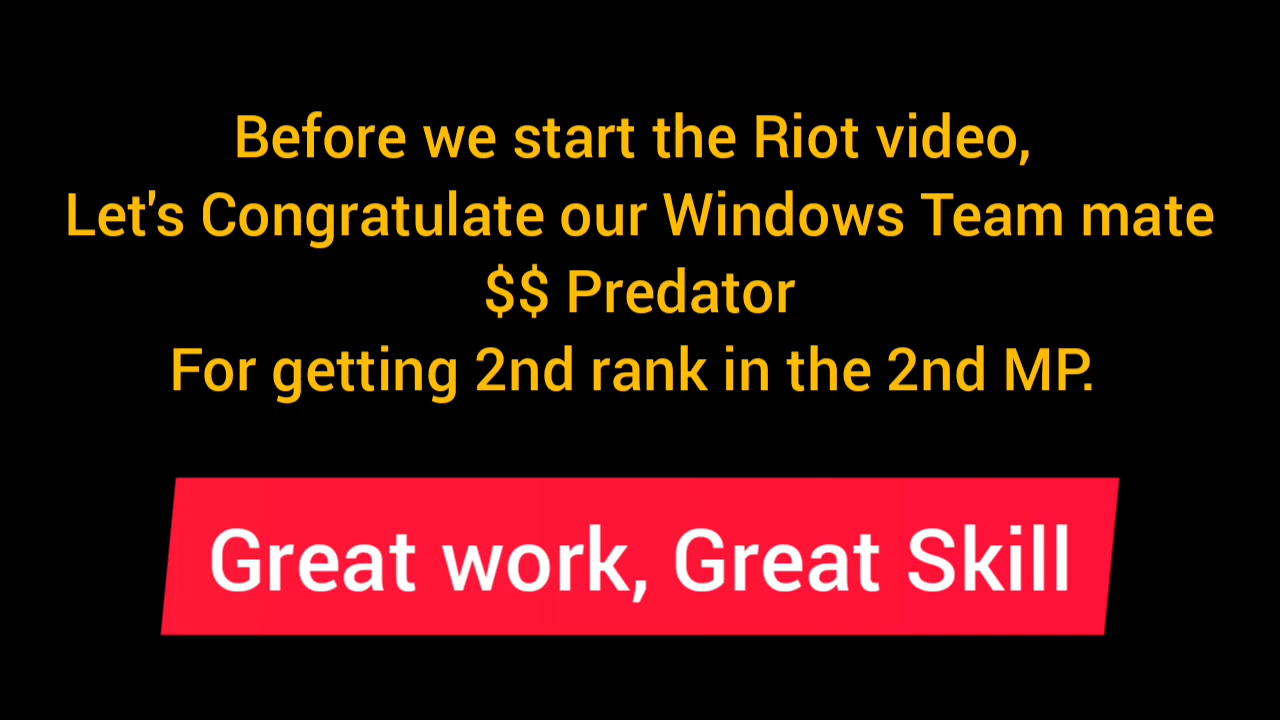 Before we start the Riot video,
Let's Congratulate our Windows Team mate
$$ Predator
For getting 2nd rank in the 2nd MP.
Great work, Great Skill